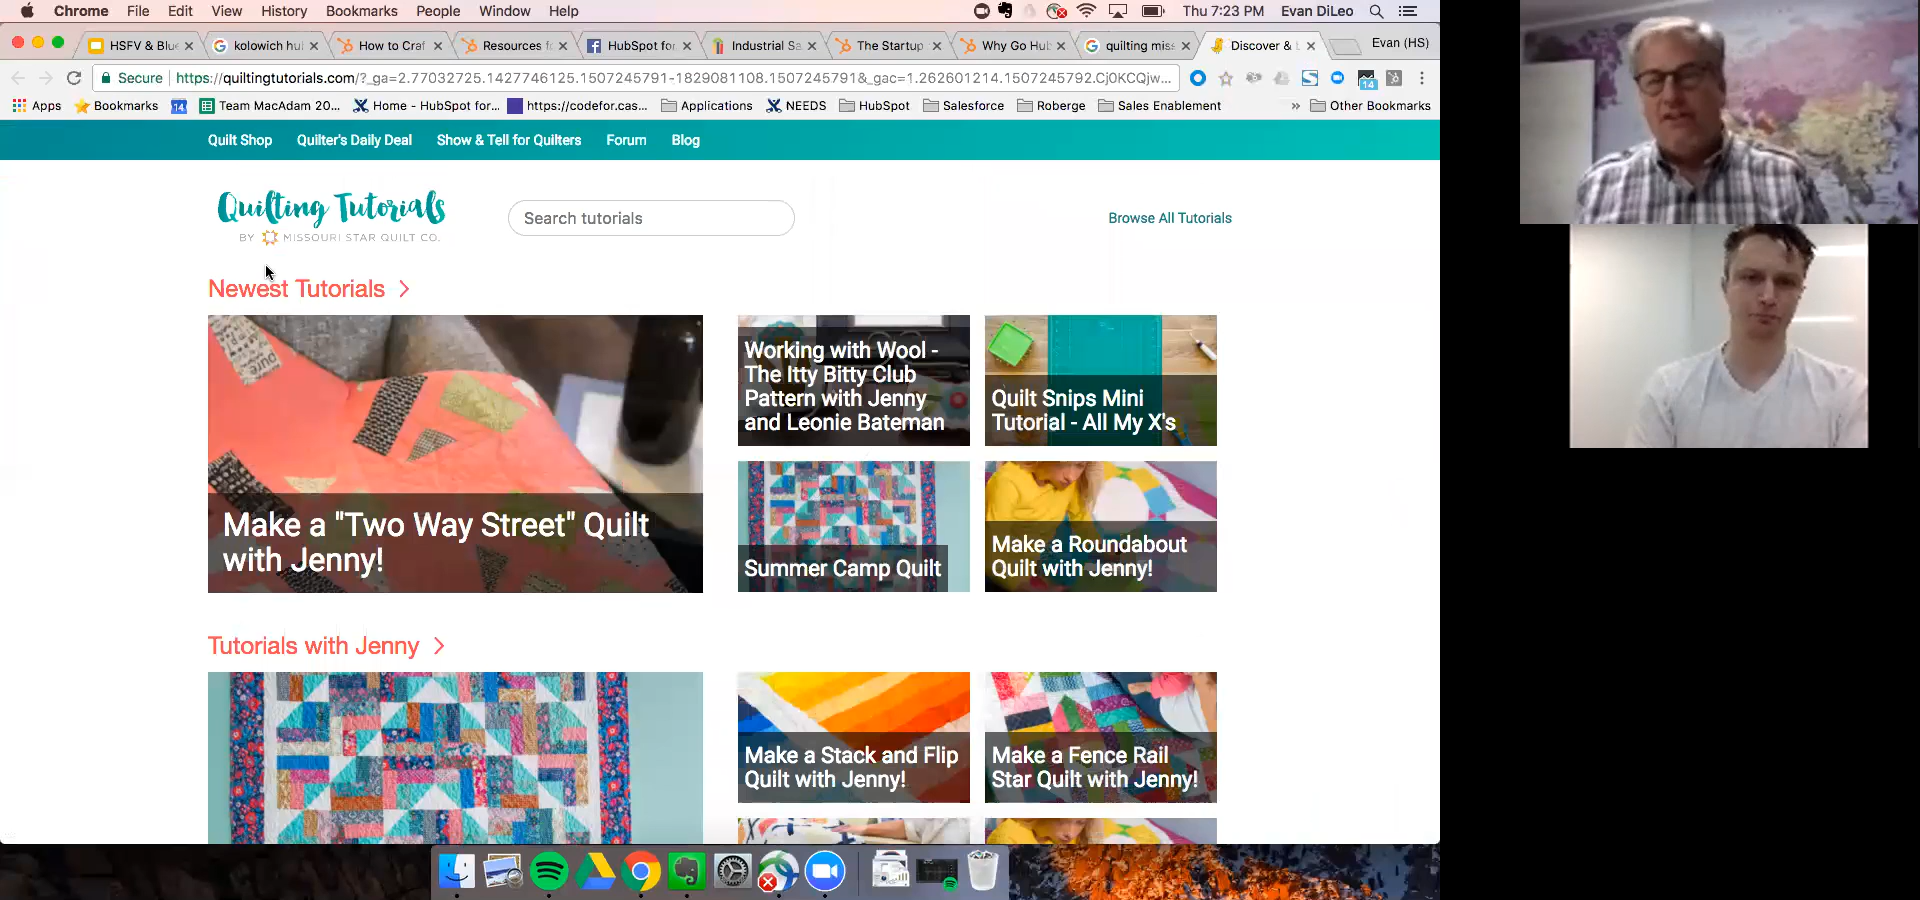 Chrome File Edit View History Bookmarks People Window Help
Thu 7:23 PM Evan DiLeo
HSFV & Blu
kolowich hu
How to Craf
Resources f
HubSpot for
Industrial Sa
The Startup
Why Go Hub
quilting miss
Discover &
Evan (HS)
Secure https://quiltingtutorials.com/?_ga=2.77032725.1427746125.1507245791-1829081108.1507245791&_gac=1.262601214.1507245792.Cj0KCQjw...
14
Apps Bookmarks 14 Team MacAdam 20... Home - HubSpot for... https://codefor.cas... Applications NEEDS HubSpot Salesforce Roberge Sales Enablement » Other Bookmarks
Quilt Shop Quilter's Daily Deal Show & Tell for Quilters Forum Blog
Quilting Tutorials
BY MISSOURI STAR QUILT CO.
Search tutorials
Browse All Tutorials
Newest Tutorials >
Make a "Two Way Street" Quilt
with Jenny!
Working with Wool -
The Itty Bitty Club
Pattern with Jenny
and Leonie Bateman
Quilt Snips Mini
Tutorial - All My X's
Summer Camp Quilt
Make a Roundabout
Quilt with Jenny!
Tutorials with Jenny >
Make a Stack and Flip
Quilt with Jenny!
Make a Fence Rail
Star Quilt with Jenny!